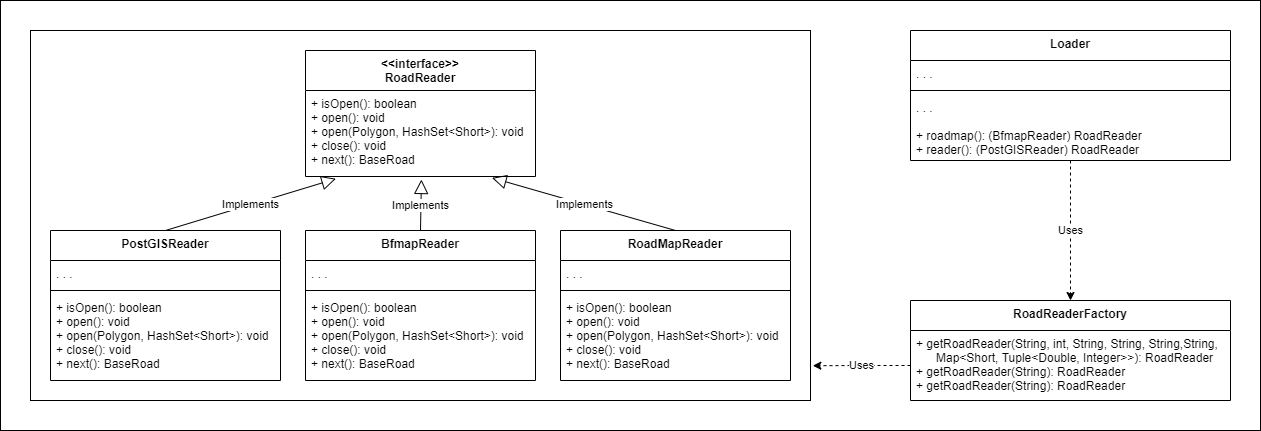 <<interface>>
RoadReader
+ isOpen(): boolean
+ open(): void
+ open(Polygon, HashSet<Short>): void
+ close(): void
+ next(): BaseRoad
Implements
Implements
Implements
PostGISReader
. . .
+ isOpen(): boolean
+ open(): void
+ open(Polygon, HashSet<Short>): void
+ close(): void
+ next(): BaseRoad
BfmapReader
. . .
+ isOpen(): boolean
+ open(): void
+ open(Polygon, HashSet<Short>): void
+ close(): void
+ next(): BaseRoad
RoadMapReader
. . .
+ isOpen(): boolean
+ open(): void
+ open(Polygon, HashSet<Short>): void
+ close(): void
+ next(): BaseRoad
Loader
. . .
. . .
+ roadmap(): (BfmapReader) RoadReader
+ reader(): (PostGISReader) RoadReader
Uses
RoadReaderFactory
+ getRoadReader(String, int, String, String, String,String,
Map<Short, Tuple<Double, Integer>>): RoadReader
+ getRoadReader(String): RoadReader
+ getRoadReader(String): RoadReader
Uses